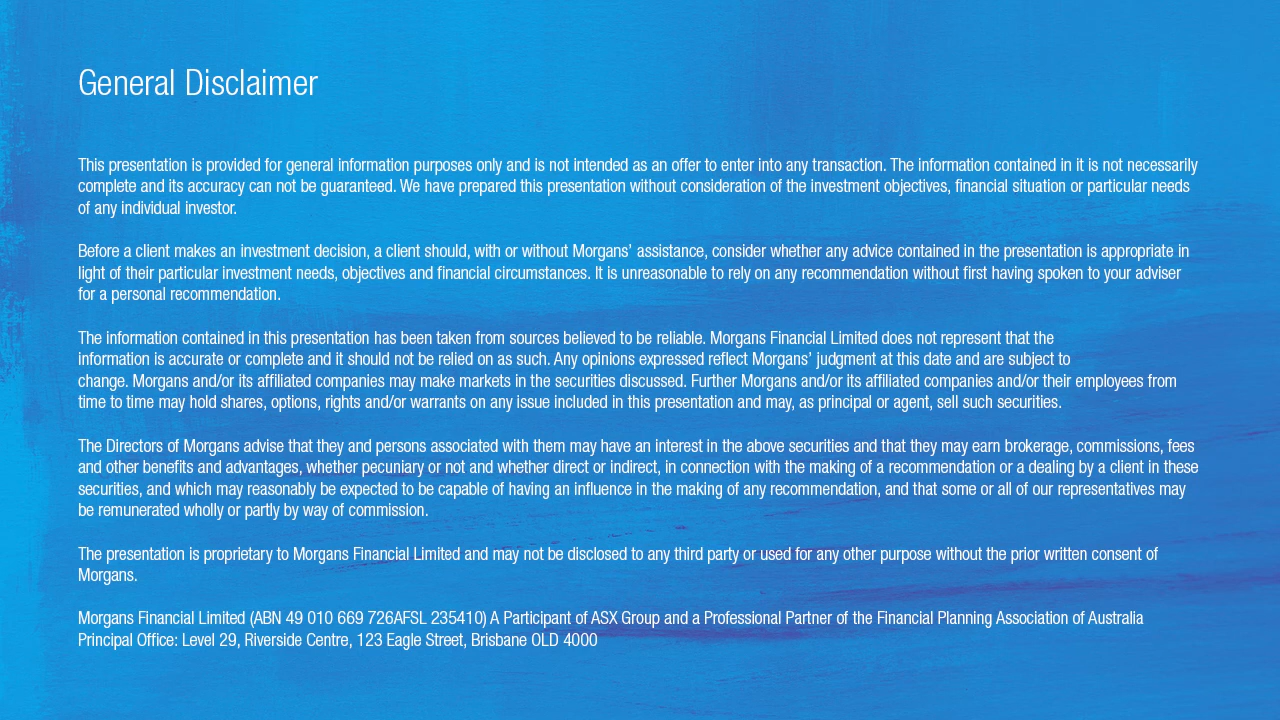 General Disclaimer
This presentation is provided for general information purposes only and is not intended as an offer to enter into any transaction. The information contained in it is not necessarily
complete and its accuracy can not be guaranteed. We have prepared this presentation without consideration of the investment objectives, financial situation or particular needs
of any individual investor.
Before a client makes an investment decision, a client should, with or without Morgans' assistance, consider whether any advice contained in the presentation is appropriate in
light of their particular investment needs, objectives and financial circumstances. It is unreasonable to rely on any recommendation without first having spoken to your adviser
for a personal recommendation.
The information contained in this presentation has been taken from sources believed to be reliable. Morgans Financial Limited does not represent that the
information is accurate or complete and it should not be relied on as such. Any opinions expressed reflect Morgans' judgment at this date and are subject to
change. Morgans and/or its affiliated companies may make markets in the securities discussed. Further Morgans and/or its affiliated companies and/or their employees from
time to time may hold shares, options, rights and/or warrants on any issue included in this presentation and may, as principal or agent, sell such securities.
The Directors of Morgans advise that they and persons associated with them may have an interest in the above securities and that they may earn brokerage, commissions, fees
and other benefits and advantages, whether pecuniary or not and whether direct or indirect, in connection with the making of a recommendation or a dealing by a client in these
securities, and which may reasonably be expected to be capable of having an influence in the making of any recommendation, and that some or all of our representatives may
be remunerated wholly or partly by way of commission.
The presentation is proprietary to Morgans Financial Limited and may not be disclosed to any third party or used for any other purpose without the prior written consent of
Morgans.
Morgans Financial Limited (ABN 49 010 669 726AFSL 235410) A Participant of ASX Group and a Professional Partner of the Financial Planning Association of Australia
Principal Office: Level 29, Riverside Centre, 123 Eagle Street, Brisbane OLD 4000